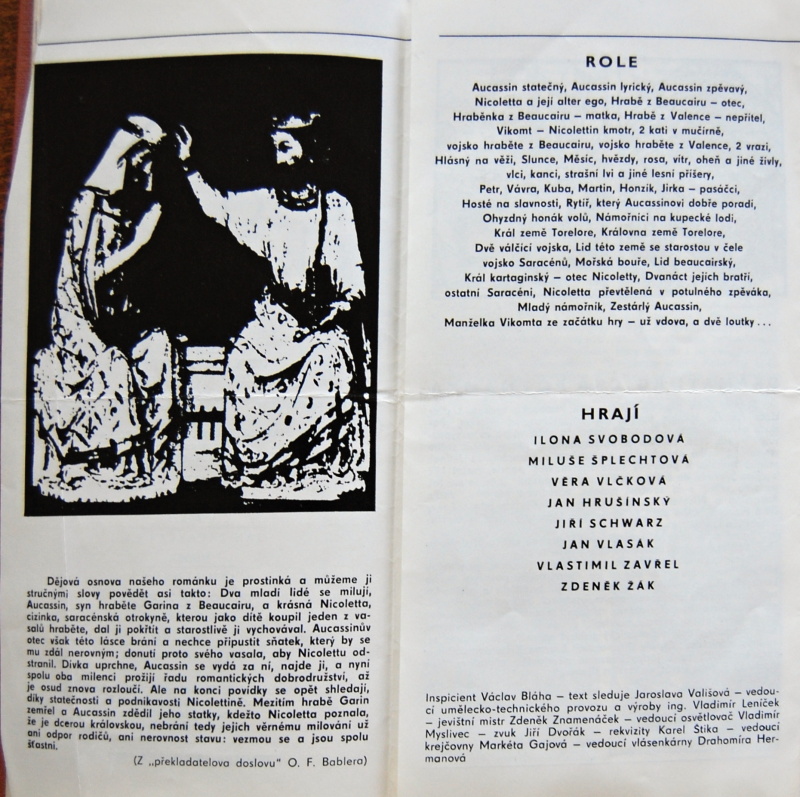 Dějová osnova našeho románku je prostinká a můžeme ji
stručnými slovy povědět asi takto: Dva mladí lidé se milují,
Aucassin, syn hraběte Garina z Beaucairu, a krásná Nicoletta,
cizinka, saracénská otrokyně, kterou jako dítě koupil jeden z va-
salů hraběte, dal ji pokřtít a starostlivě ji vychovával. Aucassinův
otec však této lásce brání a nechce připustit sňatek, který by se
mu zdál nerovným; donutí proto svého vasala, aby Nicolettu od-
stranil. Dívka uprchne, Aucassin se vydá za ní, najde ji, a nyní
spolu oba milenci prožijí řadu romantických dobrodružství, až
je osud znova rozloučí. Ale na konci povídky se opět shledají,
díky statečnosti a podnikavosti Nicolettině. Mezitím hrabě Garin
zemřel a Aucassin zdědil jeho statky, kdežto Nicoletta poznala,
že je dcerou královskou, nebrání tedy jejich věrnému milování už
ani odpor rodičů, ani nerovnost stavu: vezmou se a jsou spolu
šťastni.
(Z „překladatelova doslovu" O. F. Bablera)
ROLE
Aucassin statečný, Aucassin lyrický, Aucassin zpěvavý,
Nicoletta a její alter ego, Hrabě z Beaucairu – otec,
Hraběnka z Beaucairu – matka, Hrabě z Valence – nepřítel,
Vikomt – Nicolettin kmotr, 2 kati v mučírně,
vojsko hraběte z Beaucairu, vojsko hraběte z Valence, 2 vrazi,
Hlásný na věži, Slunce, Měsíc, hvězdy, rosa, vítr, oheň a jiné živly,
vlci, kanci, strašní lvi a jiné lesní příšery,
Petr, Vávra, Kuba, Martin, Honzík, Jirka – pasáčci,
Hosté na slavnosti, Rytíř, který Aucassinovi dobře poradí,
Ohyzdný honák volů, Námořníci na kupecké lodi,
Král země Torelore, Královna země Torelore,
Dvě válčící vojska, Lid této země se starostou v čele
vojsko Saracénů, Mořská bouře, Lid beaucairský,
Král kartaginský – otec Nicoletty, Dvanáct jejích bratří,
ostatní Saracéni, Nicoletta převtělená v potulného zpěváka,
Mladý námořník, Zestárlý Aucassin,
Manželka Vikomta ze začátku hry – už vdova, a dvě loutky ...
HRAJÍ
ILONA SVOBODOVÁ
MILUŠE ŠPLECHTOVÁ
VĚRA VLČKOVÁ
JAN HRUŠÍNSKÝ
JIŘÍ SCHWARZ
JAN VLASÁK
VLASTIMIL ZAVŘEL
ZDENĚK ŽÁK
Inspicient Václav Bláha – text sleduje Jaroslava Vališová – vedou-
cí umělecko-technického provozu a výroby ing. Vladimír Leníček
– jevištní mistr Zdeněk Znamenáček – vedoucí osvětlovač Vladimír
Myslivec – zvuk Jiří Dvořák – rekvizity Karel Štika – vedoucí
krejčovny Markéta Gajová – vedoucí vlásenkárny Drahomíra Her-
manová